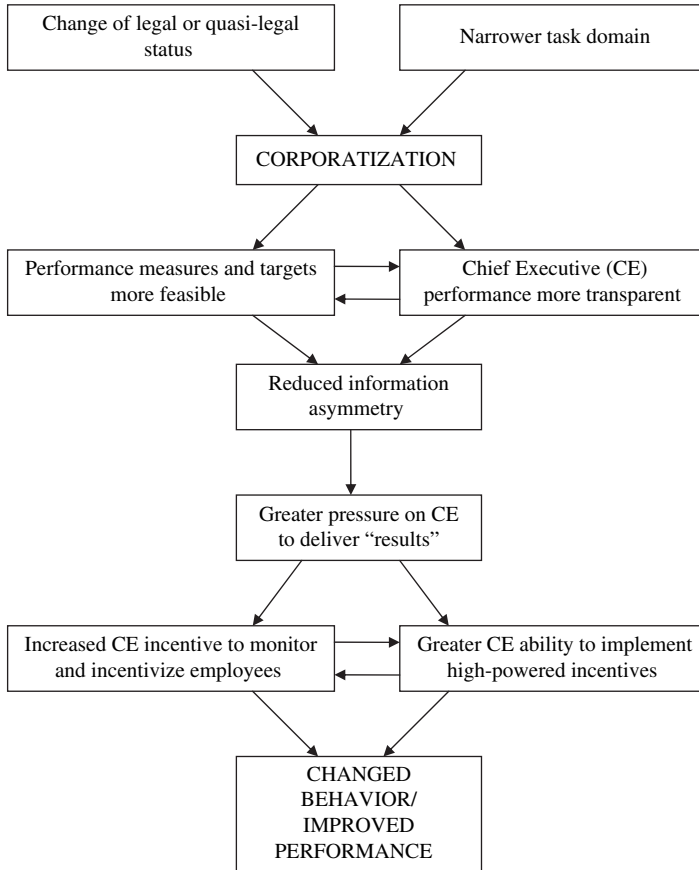 Change of legal or quasi-legal
status
Narrower task domain
CORPORATIZATION
Performance measures and targets
more feasible
Chief Executive (CE)
performance more transparent
Reduced information
asymmetry
Greater pressure on CE
to deliver “results”
Increased CE incentive to monitor
and incentivize employees
Greater CE ability to implement
high-powered incentives
CHANGED
BEHAVIOR/
IMPROVED
PERFORMANCE